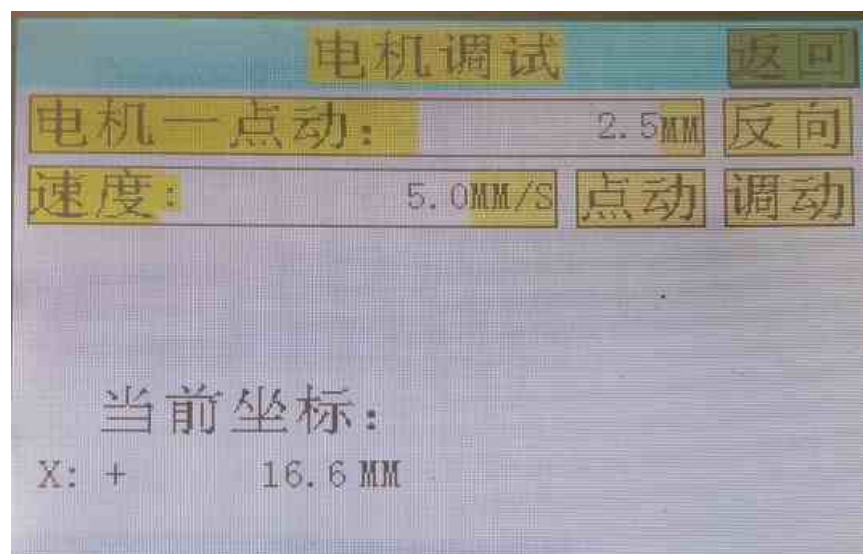 电机调试 返回
电机一点动: 2.5MM 反向
速度: 5.0MM/S 点动 调动
当前坐标:
X: + 16.6 MM